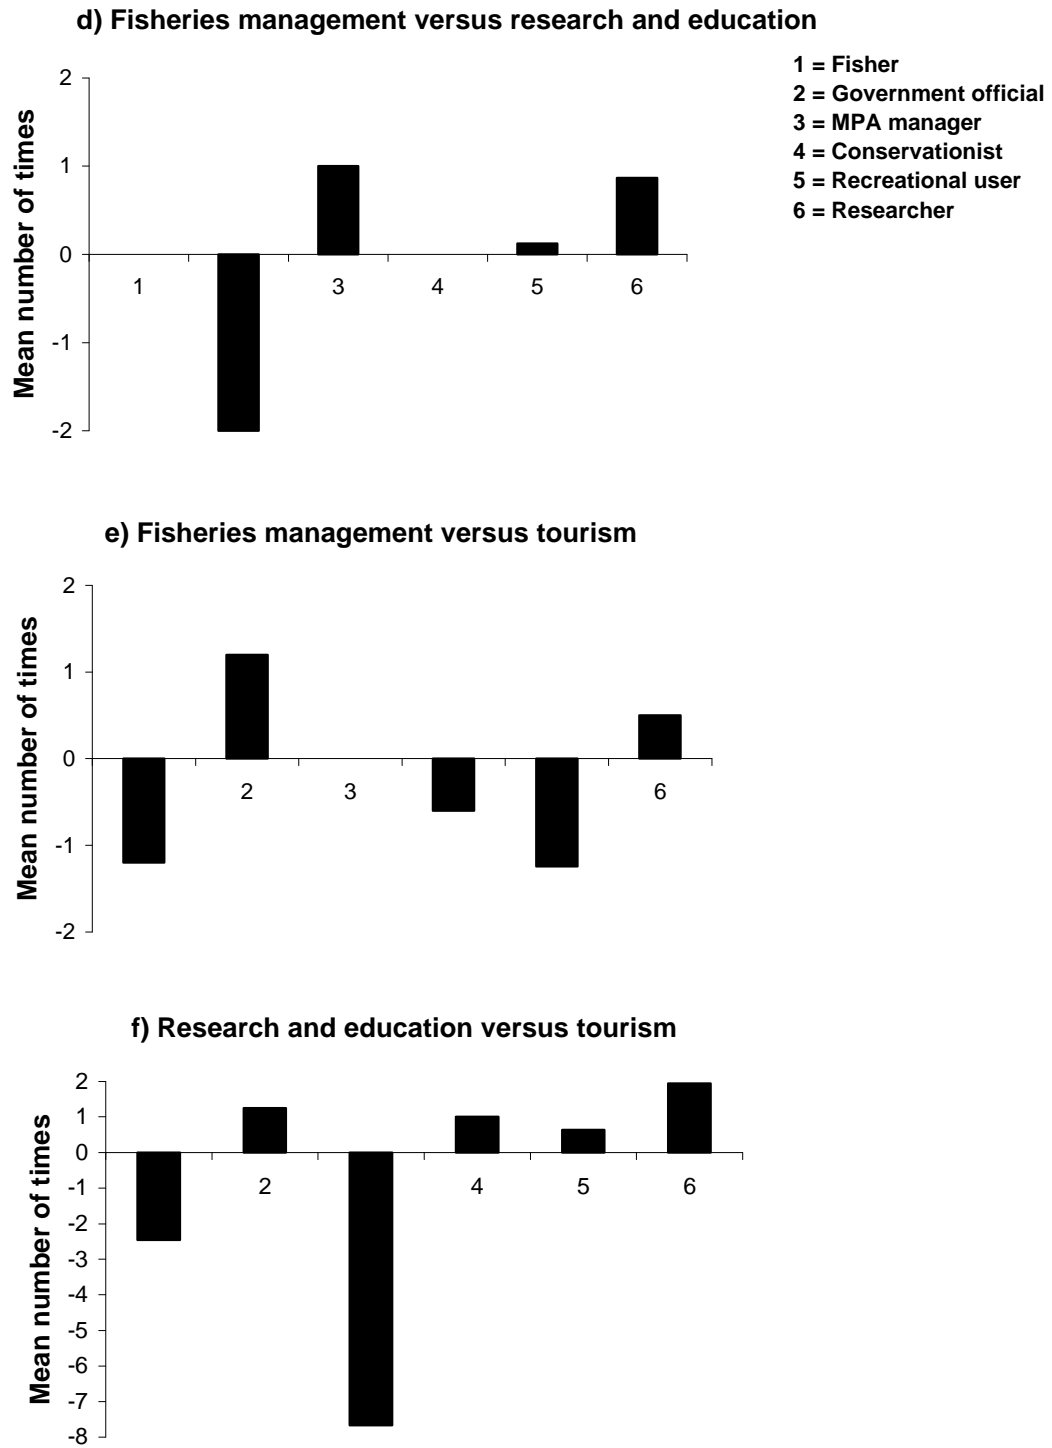 d) Fisheries management versus research and education
1 = Fisher
2 = Government official
3 = MPA manager
4 = Conservationist
5 = Recreational user
6 = Researcher
Mean number of times
2
1
0
-1
-2
1 3 4 5 6
e) Fisheries management versus tourism
Mean number of times
2
1
0
-1
-2
2 3 6
f) Research and education versus tourism
Mean number of times
2
1
0
-1
-2
-3
-4
-5
-6
-7
-8
2 4 5 6